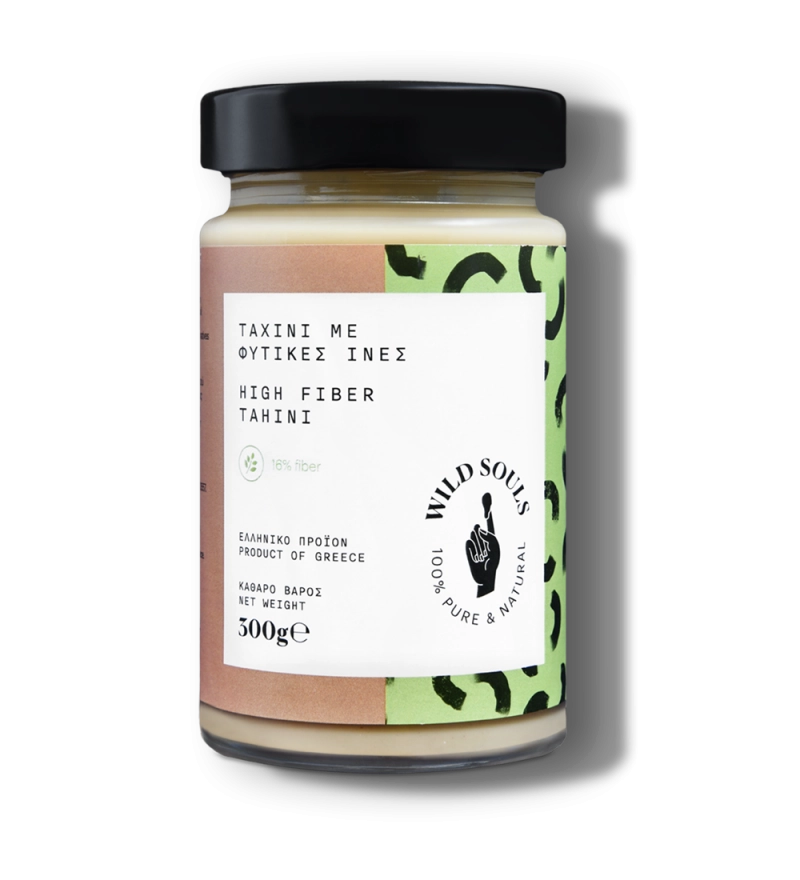 ΤΑΧΙΝΙ ΜΕ
ΦΥΤΙΚΕΣ ΙΝΕΣ
HIGH FIBER
TAHINI
16% fiber
ΕΛΛΗΝΙΚΟ ΠΡΟΪΟΝ
PRODUCT OF GREECE
ΚΑΘΑΡΟ ΒΑΡΟΣ
NET WEIGHT
300g℮
WILD SOULS
100% PURE & NATURAL